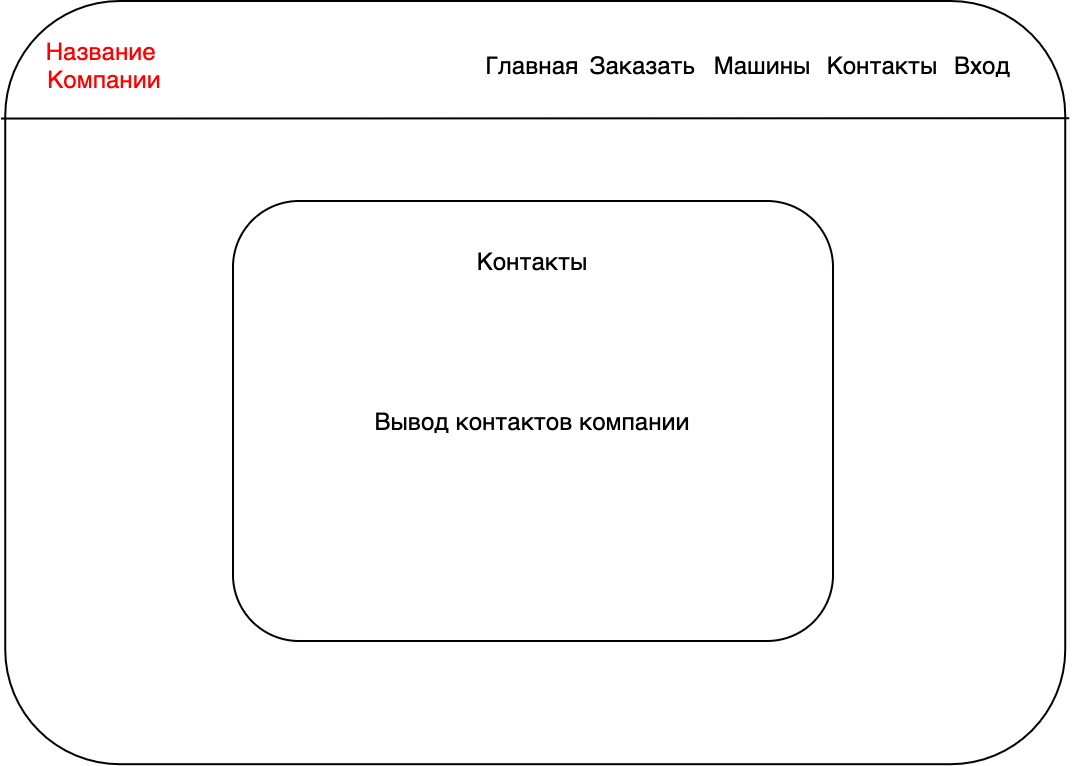 Название
Компании
Главная Заказать Машины Контакты Вход
Контакты
Вывод контактов компании